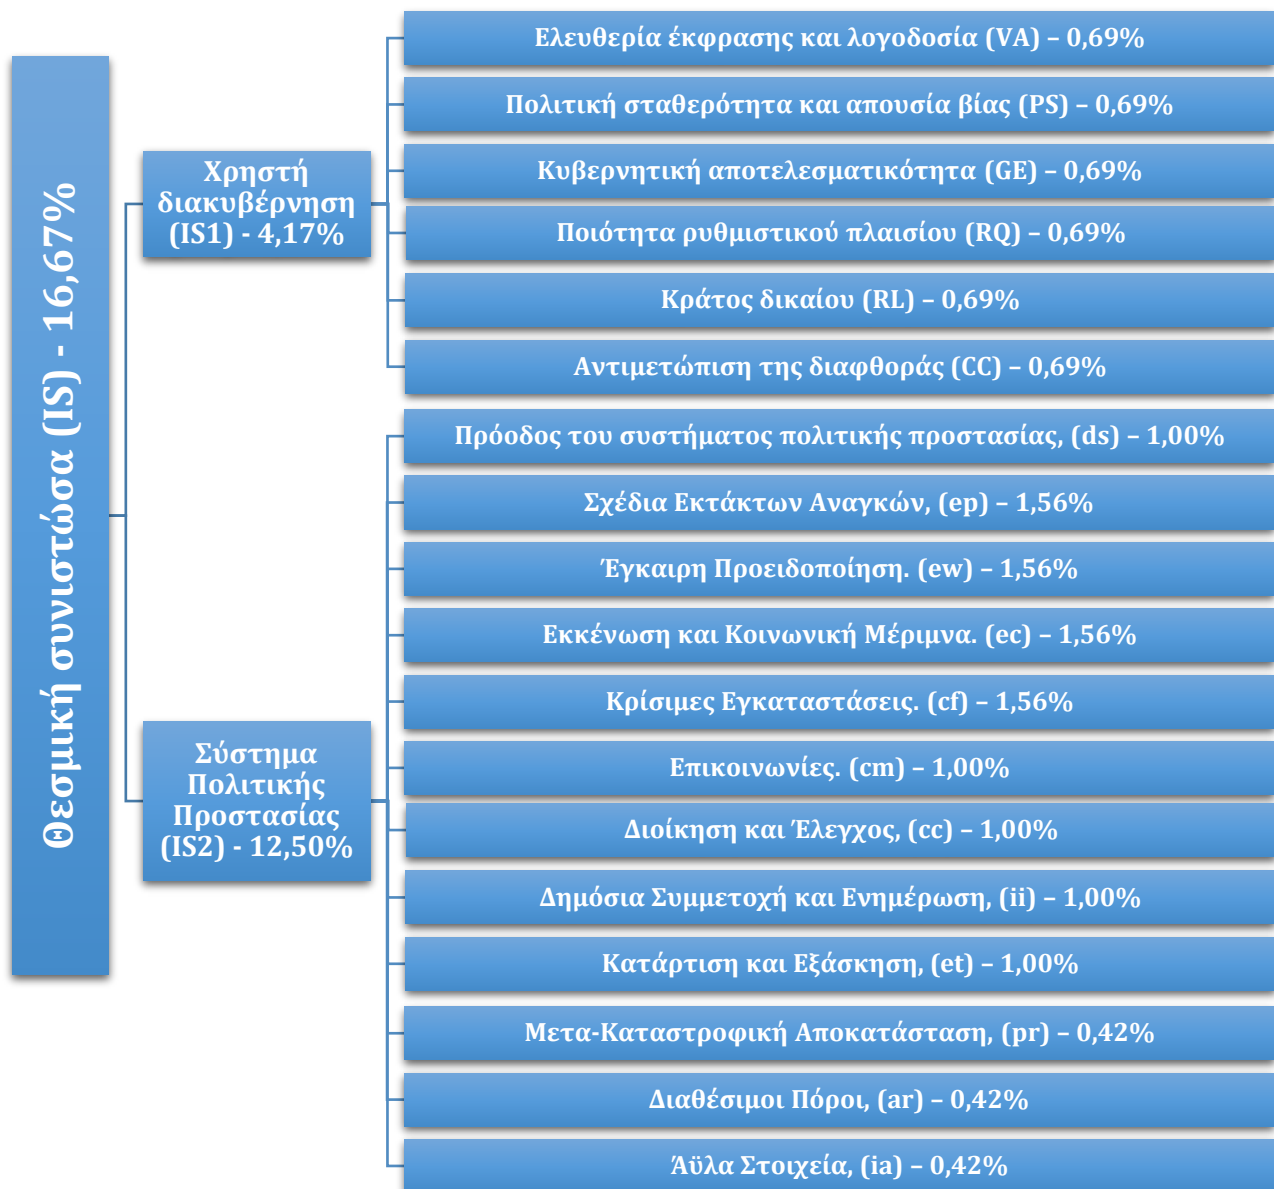 Θεσμική συνιστώσα (IS) - 16,67%
Χρηστή
διακυβέρνηση
(IS1) - 4,17%
Ελευθερία έκφρασης και λογοδοσία (VA) – 0,69%
Πολιτική σταθερότητα και απουσία βίας (PS) – 0,69%
Κυβερνητική αποτελεσματικότητα (GE) – 0,69%
Ποιότητα ρυθμιστικού πλαισίου (RQ) – 0,69%
Κράτος δικαίου (RL) – 0,69%
Αντιμετώπιση της διαφθοράς (CC) – 0,69%
Σύστημα
Πολιτικής
Προστασίας
(IS2) - 12,50%
Πρόοδος του συστήματος πολιτικής προστασίας, (ds) – 1,00%
Σχέδια Εκτάκτων Αναγκών, (ep) – 1,56%
Έγκαιρη Προειδοποίηση. (ew) – 1,56%
Εκκένωση και Κοινωνική Μέριμνα. (ec) – 1,56%
Κρίσιμες Εγκαταστάσεις. (cf) – 1,56%
Επικοινωνίες. (cm) – 1,00%
Διοίκηση και Έλεγχος, (cc) – 1,00%
Δημόσια Συμμετοχή και Ενημέρωση, (ii) – 1,00%
Κατάρτιση και Εξάσκηση, (et) – 1,00%
Μετα-Καταστροφική Αποκατάσταση, (pr) – 0,42%
Διαθέσιμοι Πόροι, (ar) – 0,42%
Άϋλα Στοιχεία, (ia) – 0,42%